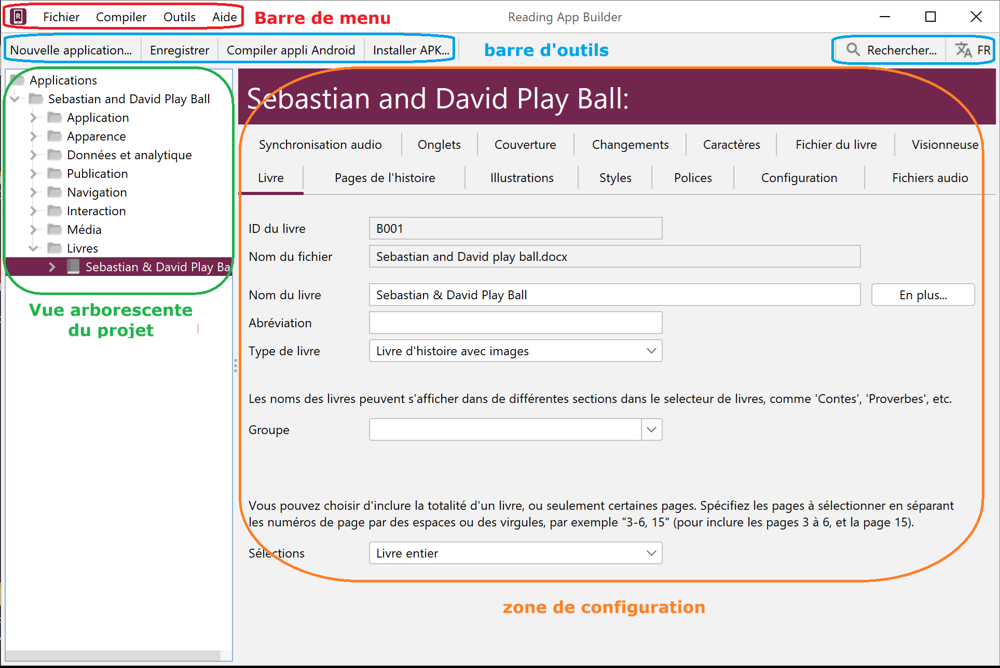 Fichier Compiler Outils Aide Barre de menu Reading App Builder
Nouvelle application... Enregistrer Compiler appli Android Installer APK... barre d'outils Rechercher... FR
Applications
Sebastian and David Play Ball
Application
Apparence
Données et analytique
Publication
Navigation
Interaction
Média
Livres
Sebastian & David Play Ba
Vue arborescente
du projet
Sebastian and David Play Ball:
Synchronisation audio Onglets Couverture Changements Caractères Fichier du livre Visionneuse
Livre Pages de l'histoire Illustrations Styles Polices Configuration Fichiers audio
ID du livre B001
Nom du fichier Sebastian and David play ball.docx
Nom du livre Sebastian & David Play Ball En plus...
Abréviation
Type de livre Livre d'histoire avec images
Les noms des livres peuvent s'afficher dans de différentes sections dans le selecteur de livres, comme 'Contes', 'Proverbes', etc.
Groupe
Vous pouvez choisir d'inclure la totalité d'un livre, ou seulement certaines pages. Spécifiez les pages à sélectionner en séparant
les numéros de page par des espaces ou des virgules, par exemple "3-6, 15" (pour inclure les pages 3 à 6, et la page 15).
Sélections Livre entier
zone de configuration